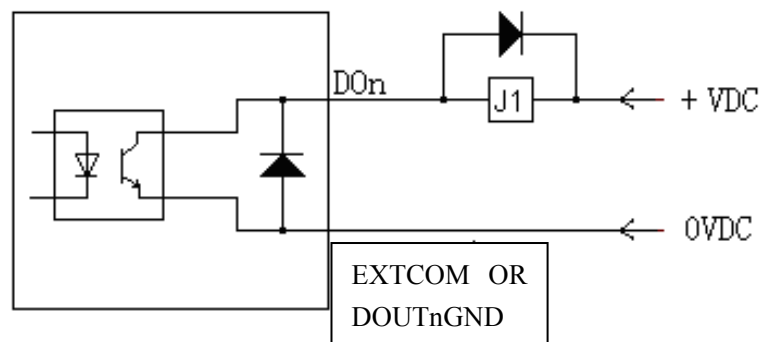 DOn
J1
+ VDC
0VDC
EXTCOM OR
DOUTnGND